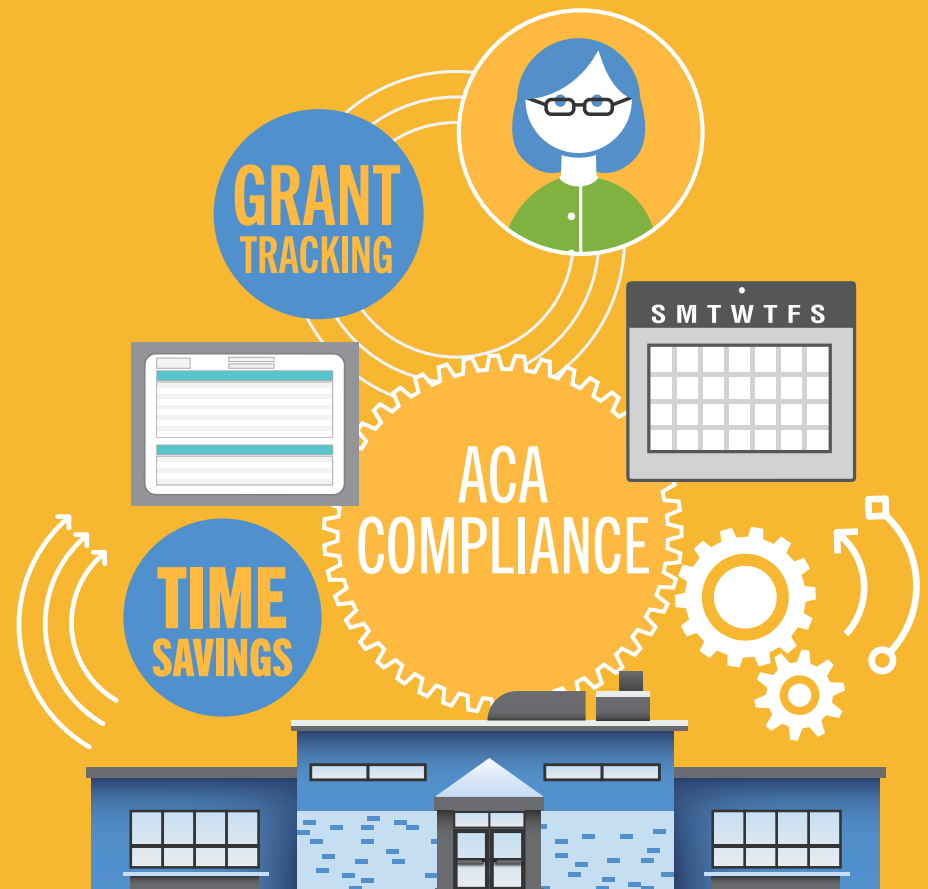 GRANT
TRACKING
S M T W T F S
ACA
COMPLIANCE
TIME
SAVINGS